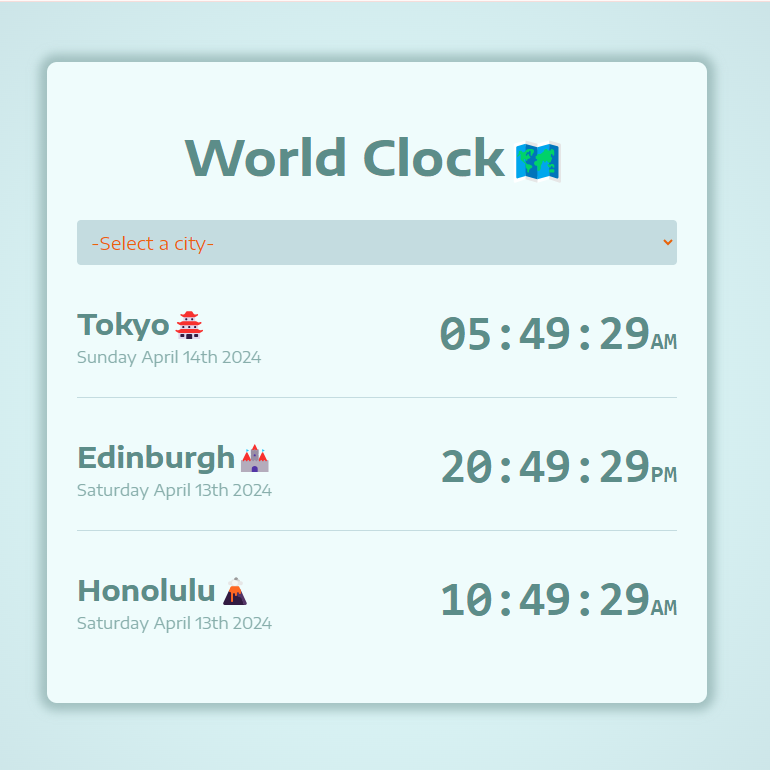 World Clock
-Select a city-
Tokyo
05:49:29AM
Sunday April 14th 2024
Edinburgh
20:49:29PM
Saturday April 13th 2024
Honolulu
10:49:29AM
Saturday April 13th 2024